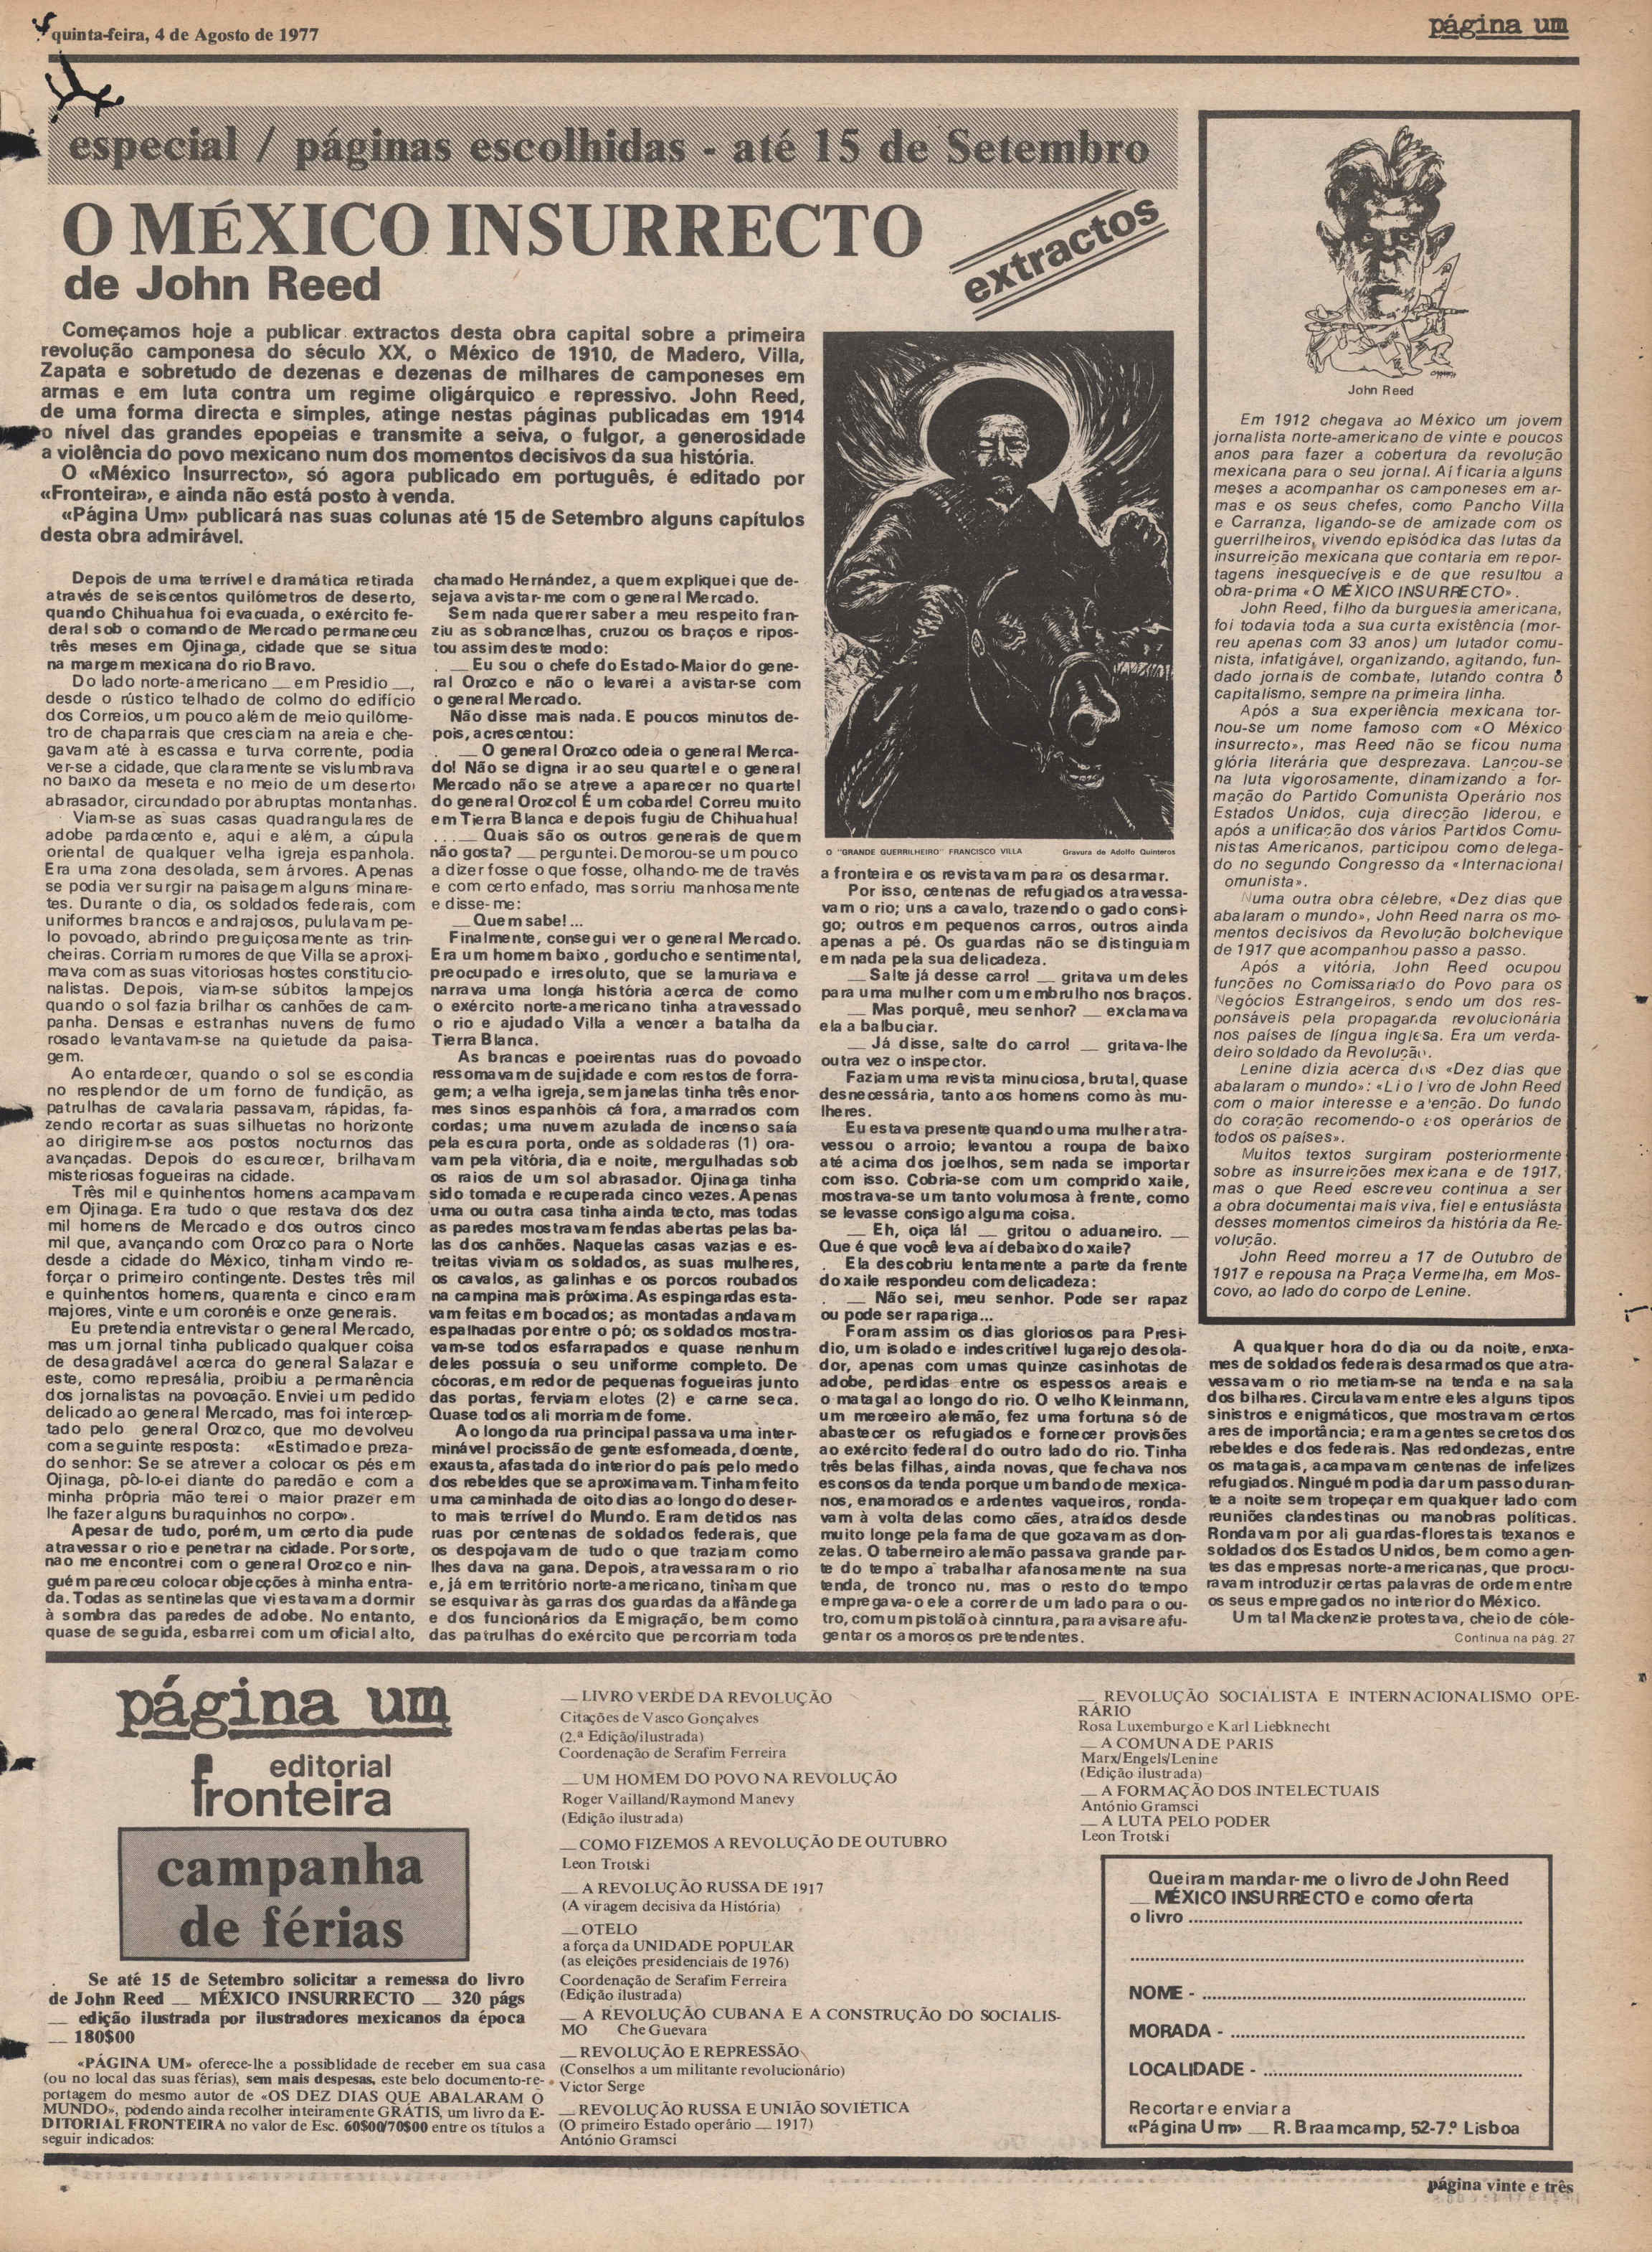 quinta-feira, 4 de Agosto de 1977
página um
especial / páginas escolhidas - até 15 de Setembro
O MÉXICO INSURRECTO
de John Reed
extractos
Começamos hoje a publicar extractos desta obra capital sobre a primeira
revolução camponesa do século XX, o México de 1910, de Madero, Villa,
Zapata e sobretudo de dezenas e dezenas de milhares de camponeses em
armas e em luta contra um regime oligárquico e repressivo. John Reed,
de uma forma directa e simples, atinge nestas páginas publicadas em 1914
o nível das grandes epopeias e transmite a seiva, o fulgor, a generosidade
a violência do povo mexicano num dos momentos decisivos da sua história.
O «México Insurrecto», só agora publicado em português, é editado por
«Fronteira», e ainda não está posto à venda.
«Página Um» publicará nas suas colunas até 15 de Setembro alguns capítulos
desta obra admirável.
Depois de uma terrível e dramática retirada
através de seiscentos quilómetros de deserto,
quando Chihuahua foi evacuada, o exército fe-
deral sob o comando de Mercado permaneceu
três meses em Ojinaga, cidade que se situa
na margem mexicana do rio Bravo.
Do lado norte-americano — em Presidio —,
desde o rústico telhado de colmo do edifício
dos Correios, um pouco além de meio quilóme-
tro de chaparrais que cresciam na areia e che-
gavam até à escassa e turva corrente, podia
ver-se a cidade, que claramente se vislumbrava
no baixo da meseta e no meio de um deserto
abrasador, circundado por abruptas montanhas.
Viam-se as suas casas quadrangulares de
adobe pardacento e, aqui e além, a cúpula
oriental de qualquer velha igreja espanhola.
Era uma zona desolada, sem árvores. Apenas
se podia ver surgir na paisagem alguns minare-
tes. Durante o dia, os soldados federais, com
uniformes brancos e andrajosos, pululavam pe-
lo povoado, abrindo preguiçosamente as trin-
cheiras. Corriam rumores de que Villa se aproxi-
mava com as suas vitoriosas hostes constitucio-
nalistas. Depois, viam-se súbitos lampejos
quando o sol fazia brilhar os canhões de cam-
panha. Densas e estranhas nuvens de fumo
rosado levantavam-se na quietude da paisa-
gem.
Ao entardecer, quando o sol se escondia
no resplendor de um forno de fundição, as
patrulhas de cavalaria passavam, rápidas, fa-
zendo recortar as suas silhuetas no horizonte
ao dirigirem-se aos postos nocturnos das
avançadas. Depois do escurecer, brilhavam
misteriosas fogueiras na cidade.
Três mil e quinhentos homens acampavam
em Ojinaga. Era tudo o que restava dos dez
mil homens de Mercado e dos outros cinco
mil que, avançando com Orozco para o Norte
desde a cidade do México, tinham vindo re-
forçar o primeiro contingente. Destes três mil
e quinhentos homens, quarenta e cinco eram
majores, vinte e um coronéis e onze generais.
Eu pretendia entrevistar o general Mercado,
mas um jornal tinha publicado qualquer coisa
de desagradável acerca do general Salazar e
este, como represália, proibiu a permanência
dos jornalistas na povoação. Enviei um pedido
delicado ao general Mercado, mas foi intercep-
tado pelo general Orozco, que mo devolveu
com a seguinte resposta: «Estimado e preza-
do senhor: Se se atrever a colocar os pés em
Ojinaga, pô-lo-ei diante do paredão e com a
minha própria mão terei o maior prazer em
lhe fazer alguns buraquinhos no corpo».
Apesar de tudo, porém, um certo dia pude
atravessar o rio e penetrar na cidade. Por sorte,
nao me encontrei com o general Orozco e nin-
guém pareceu colocar objecções à minha entra-
da. Todas as sentinelas que vi estavam a dormir
à sombra das paredes de adobe. No entanto,
quase de seguida, esbarrei com um oficial alto,
chamado Hernández, a quem expliquei que de-
sejava avistar-me com o general Mercado.
Sem nada querer saber a meu respeito fran-
ziu as sobrancelhas, cruzou os braços e ripos-
tou assim deste modo:
— Eu sou o chefe do Estado-Maior do gene-
ral Orozco e não o levarei a avistar-se com
o general Mercado.
Não disse mais nada. E poucos minutos de-
pois, acrescentou:
— O general Orozco odeia o general Merca-
do! Não se digna ir ao seu quartel e o general
Mercado não se atreve a aparecer no quartel
do general Orozco! É um cobarde! Correu muito
em Tierra Blanca e depois fugiu de Chihuahua!
— Quais são os outros generais de quem
não gosta? — perguntei. Demorou-se um pouco
a dizer fosse o que fosse, olhando-me de través
e com certo enfado, mas sorriu manhosamente
e disse-me:
— Quem sabe!...
Finalmente, consegui ver o general Mercado.
Era um homem baixo, gorducho e sentimental,
preocupado e irresoluto, que se lamuriava e
narrava uma longa história acerca de como
o exército norte-americano tinha atravessado
o rio e ajudado Villa a vencer a batalha da
Tierra Blanca.
As brancas e poeirentas ruas do povoado
ressomavam de sujidade e com restos de forra-
gem; a velha igreja, sem janelas tinha três enor-
mes sinos espanhóis cá fora, amarrados com
cordas; uma nuvem azulada de incenso saía
pela escura porta, onde as soldaderas (1) ora-
vam pela vitória, dia e noite, mergulhadas sob
os raios de um sol abrasador. Ojinaga tinha
sido tomada e recuperada cinco vezes. Apenas
uma ou outra casa tinha ainda tecto, mas todas
as paredes mostravam fendas abertas pelas ba-
las dos canhões. Naquelas casas vazias e es-
treitas viviam os soldados, as suas mulheres,
os cavalos, as galinhas e os porcos roubados
na campina mais próxima. As espingardas esta-
vam feitas em bocados; as montadas andavam
espalhadas por entre o pó; os soldados mostra-
vam-se todos esfarrapados e quase nenhum
deles possuía o seu uniforme completo. De
cócoras, em redor de pequenas fogueiras junto
das portas, ferviam elotes (2) e carne seca.
Quase todos ali morriam de fome.
Ao longo da rua principal passava uma inter-
minável procissão de gente esfomeada, doente,
exausta, afastada do interior do país pelo medo
dos rebeldes que se aproximavam. Tinham feito
uma caminhada de oito dias ao longo do deser-
to mais terrível do Mundo. Eram detidos nas
ruas por centenas de soldados federais, que
os despojavam de tudo o que traziam como
lhes dava na gana. Depois, atravessaram o rio
e, já em território norte-americano, tinham que
se esquivar às garras dos guardas da alfândega
e dos funcionários da Emigração, bem como
das patrulhas do exército que percorriam toda
O "GRANDE GUERRILHEIRO" FRANCISCO VILLA Gravura de Adolfo Quinteros
a fronteira e os revistavam para os desarmar.
Por isso, centenas de refugiados atravessa-
vam o rio; uns a cavalo, trazendo o gado consi-
go; outros em pequenos carros, outros ainda
apenas a pé. Os guardas não se distinguiam
em nada pela sua delicadeza.
— Salte já desse carro! — gritava um deles
para uma mulher com um embrulho nos braços.
— Mas porquê, meu senhor? — exclamava
ela a balbuciar.
— Já disse, salte do carro! — gritava-lhe
outra vez o inspector.
Faziam uma revista minuciosa, brutal, quase
desnecessária, tanto aos homens como às mu-
lheres.
Eu estava presente quando uma mulher atra-
vessou o arroio; levantou a roupa de baixo
até acima dos joelhos, sem nada se importar
com isso. Cobria-se com um comprido xaile,
mostrava-se um tanto volumosa à frente, como
se levasse consigo alguma coisa.
— Eh, oiça lá! — gritou o aduaneiro. —
Que é que você leva aí debaixo do xaile?
Ela descobriu lentamente a parte da frente
do xaile respondeu com delicadeza:
— Não sei, meu senhor. Pode ser rapaz
ou pode ser rapariga...
Foram assim os dias gloriosos para Presi-
dio, um isolado e indescritível lugarejo desola-
dor, apenas com umas quinze casinhotas de
adobe, perdidas entre os espessos areais e
o matagal ao longo do rio. O velho Kleinmann,
um merceeiro alemão, fez uma fortuna só de
abastecer os refugiados e fornecer provisões
ao exército federal do outro lado do rio. Tinha
três belas filhas, ainda novas, que fechava nos
esconsos da tenda porque um bando de mexica-
nos, enamorados e ardentes vaqueiros, ronda-
vam à volta delas como cães, atraídos desde
muito longe pela fama de que gozavam as don-
zelas. O taberneiro alemão passava grande par-
te do tempo a trabalhar afanosamente na sua
tenda, de tronco nu, mas o resto do tempo
empregava-o ele a correr de um lado para o ou-
tro, com um pistolão à cinntura, para avisar e afu-
gentar os amorosos pretendentes.
John Reed
Em 1912 chegava ao México um jovem
jornalista norte-americano de vinte e poucos
anos para fazer a cobertura da revolução
mexicana para o seu jornal. Aí ficaria alguns
meses a acompanhar os camponeses em ar-
mas e os seus chefes, como Pancho Villa
e Carranza, ligando-se de amizade com os
guerrilheiros, vivendo episódica das lutas da
insurreição mexicana que contaria em repor-
tagens inesquecíveis e de que resultou a
obra-prima «O MÉXICO INSURRECTO».
John Reed, filho da burguesia americana,
foi todavia toda a sua curta existência (mor-
reu apenas com 33 anos) um lutador comu-
nista, infatigável, organizando, agitando, fun-
dado jornais de combate, lutando contra o
capitalismo, sempre na primeira linha.
Após a sua experiência mexicana tor-
nou-se um nome famoso com «O México
insurrecto», mas Reed não se ficou numa
glória literária que desprezava. Lançou-se
na luta vigorosamente, dinamizando a for-
mação do Partido Comunista Operário nos
Estados Unidos, cuja direcção liderou, e
após a unificação dos vários Partidos Comu-
nistas Americanos, participou como delega-
do no segundo Congresso da «Internacional
omunista».
Numa outra obra célebre, «Dez dias que
abalaram o mundo», John Reed narra os mo-
mentos decisivos da Revolução bolchevique
de 1917 que acompanhou passo a passo.
Após a vitória, John Reed ocupou
funções no Comissariado do Povo para os
Negócios Estrangeiros, sendo um dos res-
ponsáveis pela propaganda revolucionária
nos países de língua inglesa. Era um verda-
deiro soldado da Revolução.
Lenine dizia acerca dos «Dez dias que
abalaram o mundo»: «Li o livro de John Reed
com o maior interesse e atenção. Do fundo
do coração recomendo-o aos operários de
todos os países».
Muitos textos surgiram posteriormente
sobre as insurreições mexicana e de 1917,
mas o que Reed escreveu continua a ser
a obra documental mais viva, fiel e entusiásta
desses momentos cimeiros da história da Re-
volução.
John Reed morreu a 17 de Outubro de
1917 e repousa na Praça Vermelha, em Mos-
covo, ao lado do corpo de Lenine.
A qualquer hora do dia ou da noite, enxa-
mes de soldados federais desarmados que atra-
vessavam o rio metiam-se na tenda e na sala
dos bilhares. Circulavam entre eles alguns tipos
sinistros e enigmáticos, que mostravam certos
ares de importância; eram agentes secretos dos
rebeldes e dos federais. Nas redondezas, entre
os matagais, acampavam centenas de infelizes
refugiados. Ninguém podia dar um passo duran-
te a noite sem tropeçar em qualquer lado com
reuniões clandestinas ou manobras políticas.
Rondavam por ali guardas-florestais texanos e
soldados dos Estados Unidos, bem como agen-
tes das empresas norte-americanas, que procu-
ravam introduzir certas palavras de ordem entre
os seus empregados no interior do México.
Um tal Mackenzie protestava, cheio de cóle-
Continua na pág. 27
página um
editorial
fronteira
campanha
de férias
Se até 15 de Setembro solicitar a remessa do livro
de John Reed — MÉXICO INSURRECTO — 320 págs
— edição ilustrada por ilustradores mexicanos da época
— 180$00
«PÁGINA UM» oferece-lhe a possiblidade de receber em sua casa
(ou no local das suas férias), sem mais despesas, este belo documento-re-
portagem do mesmo autor de «OS DEZ DIAS QUE ABALARAM O
MUNDO», podendo ainda recolher inteiramente GRÁTIS, um livro da E-
DITORIAL FRONTEIRA no valor de Esc. 60$00/70$00 entre os títulos a
seguir indicados:
— LIVRO VERDE DA REVOLUÇÃO
Citações de Vasco Gonçalves
(2.ª Edição/ilustrada)
Coordenação de Serafim Ferreira
— UM HOMEM DO POVO NA REVOLUÇÃO
Roger Vailland/Raymond Manevy
(Edição ilustrada)
— COMO FIZEMOS A REVOLUÇÃO DE OUTUBRO
Leon Trotski
— A REVOLUÇÃO RUSSA DE 1917
(A viragem decisiva da História)
— OTELO
a força da UNIDADE POPULAR
(as eleições presidenciais de 1976)
Coordenação de Serafim Ferreira
(Edição ilustrada)
— A REVOLUÇÃO CUBANA E A CONSTRUÇÃO DO SOCIALIS-
MO Che Guevara
— REVOLUÇÃO E REPRESSÃO
(Conselhos a um militante revolucionário)
Victor Serge
— REVOLUÇÃO RUSSA E UNIÃO SOVIÉTICA
(O primeiro Estado operário — 1917)
António Gramsci
— REVOLUÇÃO SOCIALISTA E INTERNACIONALISMO OPE-
RÁRIO
Rosa Luxemburgo e Karl Liebknecht
— A COMUNA DE PARIS
Marx/Engels/Lenine
(Edição ilustrada)
— A FORMAÇÃO DOS INTELECTUAIS
António Gramsci
— A LUTA PELO PODER
Leon Trotski
Queiram mandar-me o livro de John Reed
— MÉXICO INSURRECTO e como oferta
o livro ........................
........................
NOME - ........................
MORADA - ........................
LOCALIDADE - ........................
Recortar e enviar a
«Página Um» — R. Braamcamp, 52-7.º Lisboa
página vinte e três